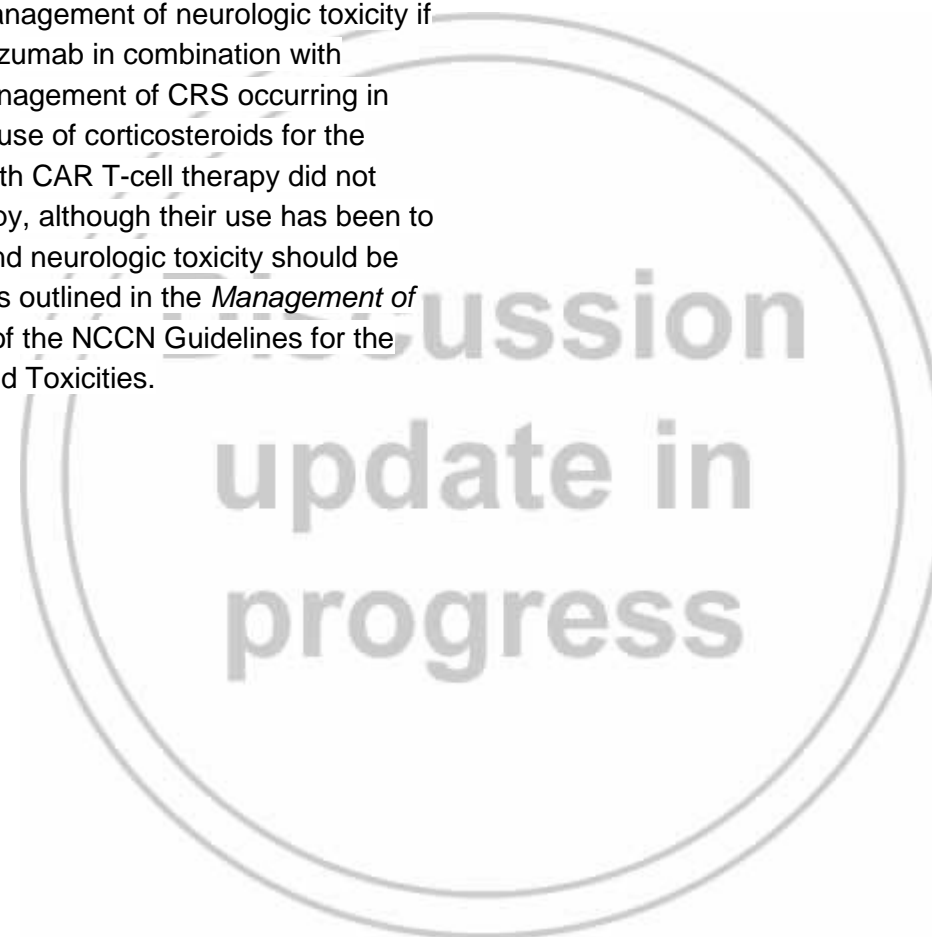 anagement of neurologic toxicity if
zumab in combination with
nagement of CRS occurring in
use of corticosteroids for the
th CAR T-cell therapy did not
by, although their use has been to
nd neurologic toxicity should be
s outlined in the Management of
of the NCCN Guidelines for the
d Toxicities.
Discussion
update in
progress